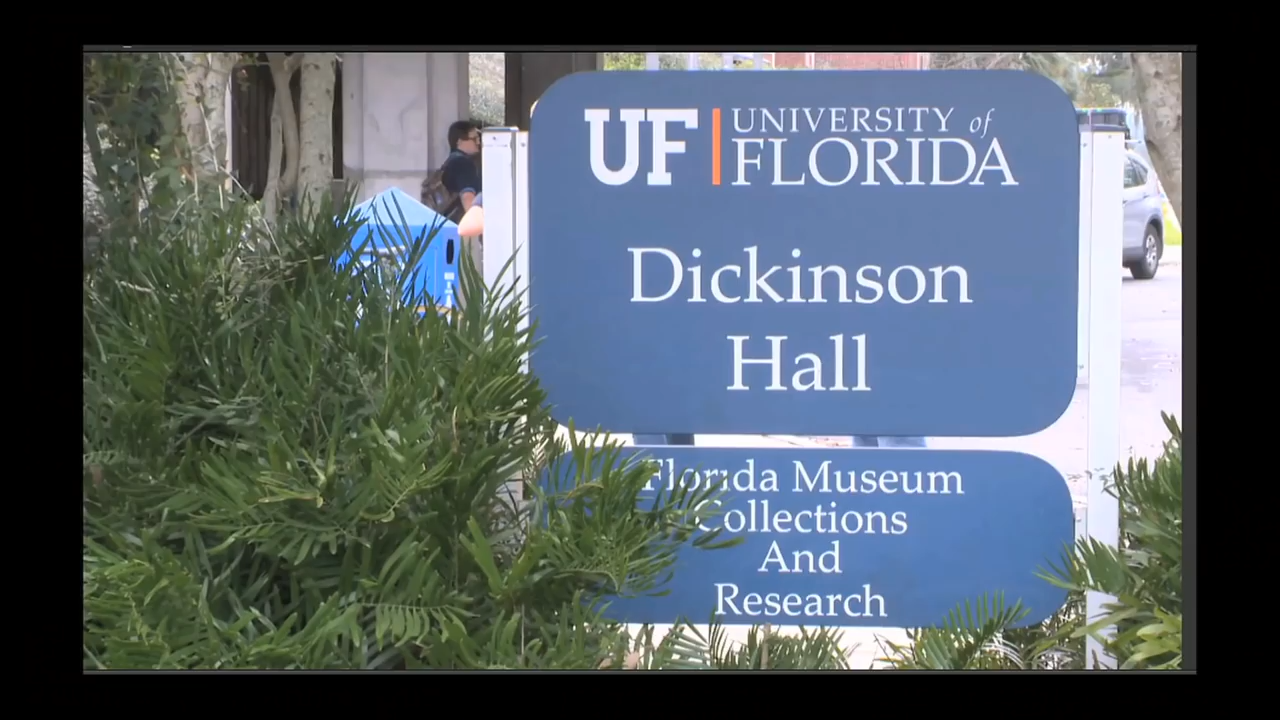 UF UNIVERSITY of
FLORIDA
Dickinson
Hall
Florida Museum
Collections
And
Research